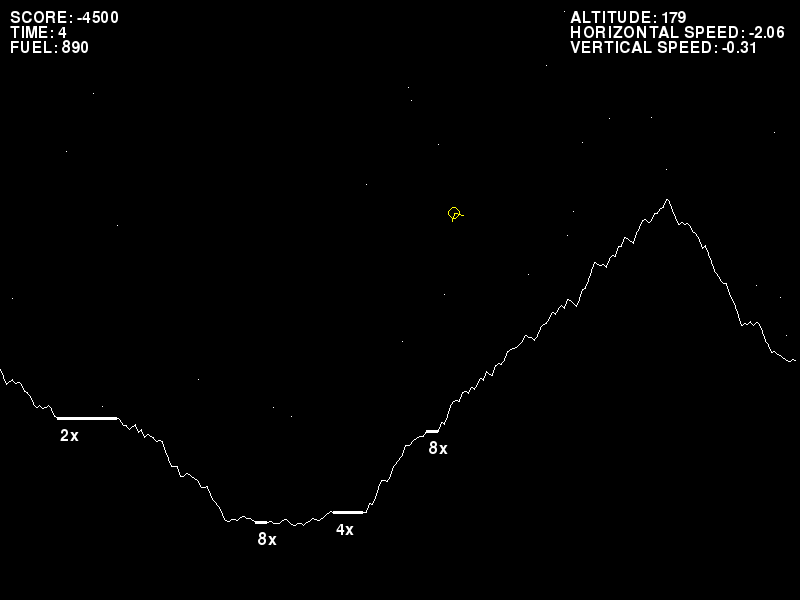 SCORE: -4500
TIME: 4
FUEL: 890
ALTITUDE: 179
HORIZONTAL SPEED: -2.06
VERTICAL SPEED: -0.31
2x
8x
8x
4x